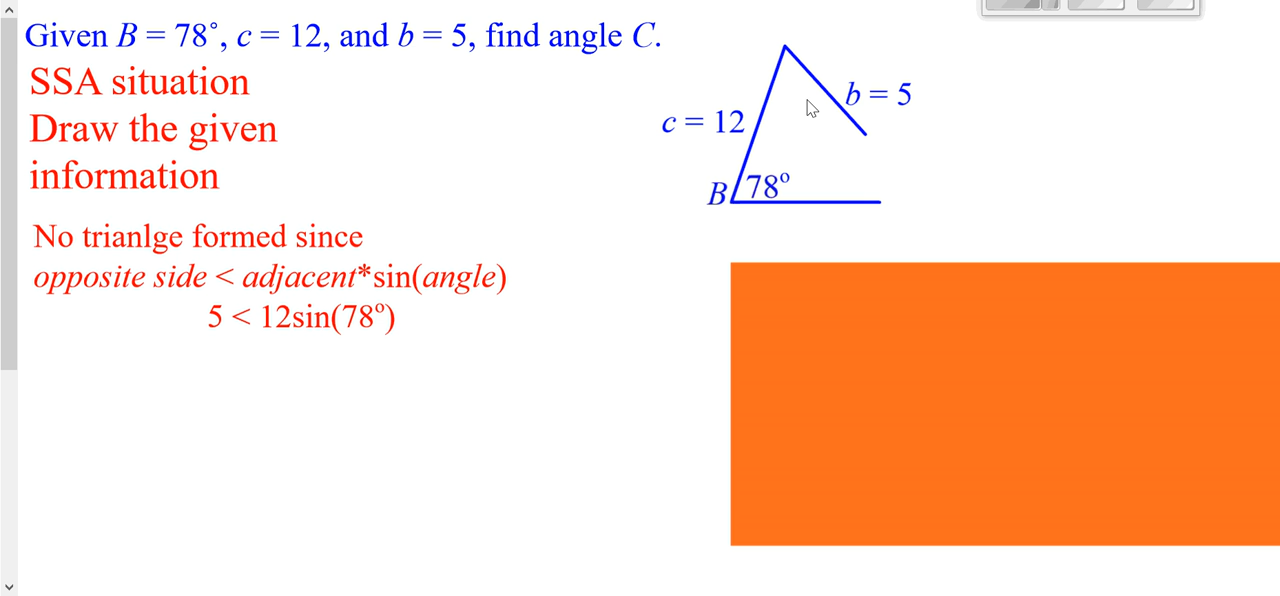 Given B = 78°, c = 12, and b = 5, find angle C.
SSA situation
Draw the given
information
No trianlge formed since
opposite side < adjacent*sin(angle)
5 < 12sin(78º)
b = 5
c = 12
B 78º